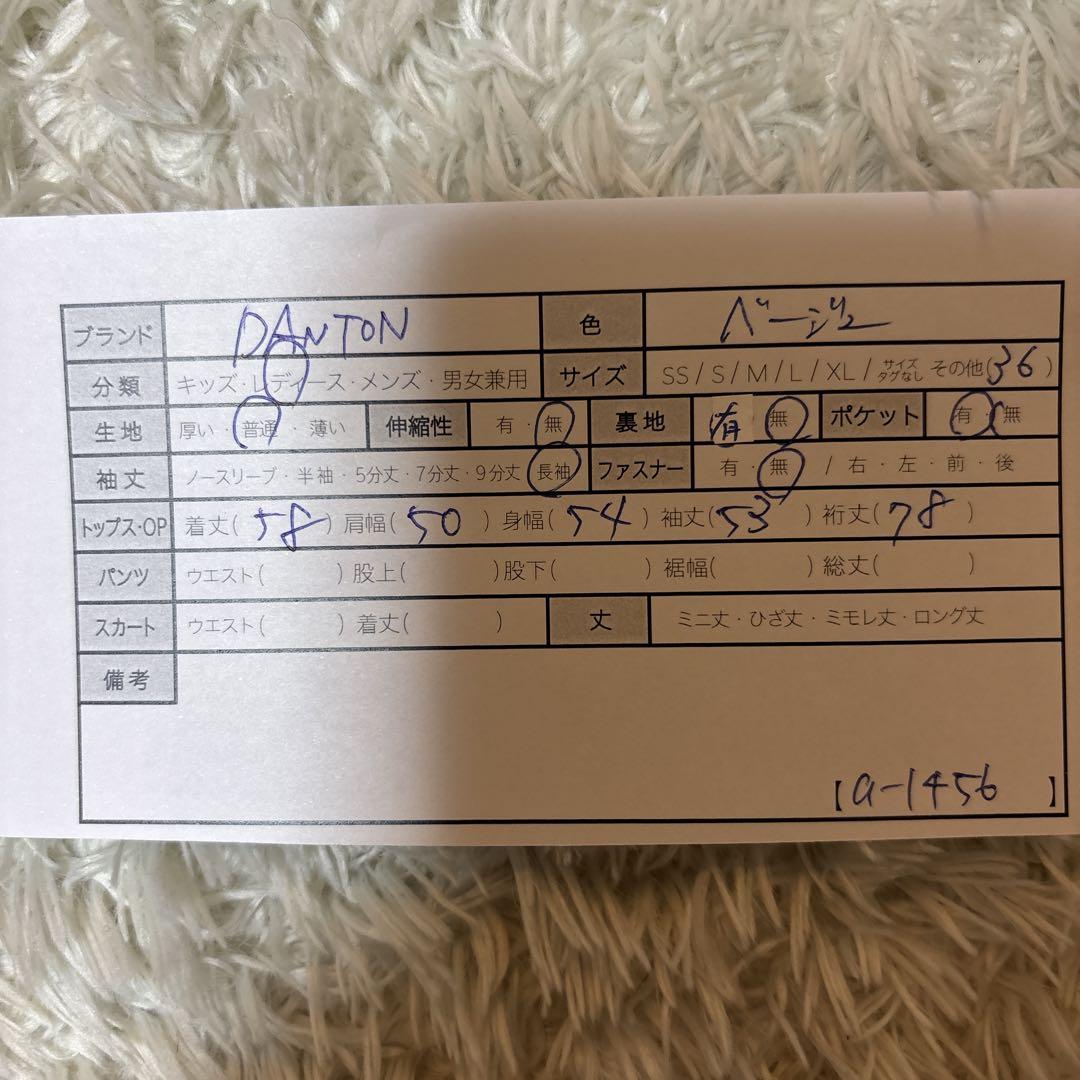 ブランド DANTON 色 ベージュ
分類 キッズ・レディース・メンズ・男女兼用 サイズ SS / S / M / L / XL / サイズタグなし その他(36)
生地 厚い・普通・薄い 伸縮性 有・無 裏地 有 無 ポケット 有・無
袖丈 ノースリーブ・半袖・5分丈・7分丈・9分丈・長袖 ファスナー 有・無 / 右・左・前・後
トップス・OP 着丈(58) 肩幅(50) 身幅(54) 袖丈(53) 裄丈(78)
パンツ ウエスト( ) 股上( ) 股下( ) 裾幅( ) 総丈( )
スカート ウエスト( ) 着丈( ) 丈 ミニ丈・ひざ丈・ミモレ丈・ロング丈
備考
【a-1456】